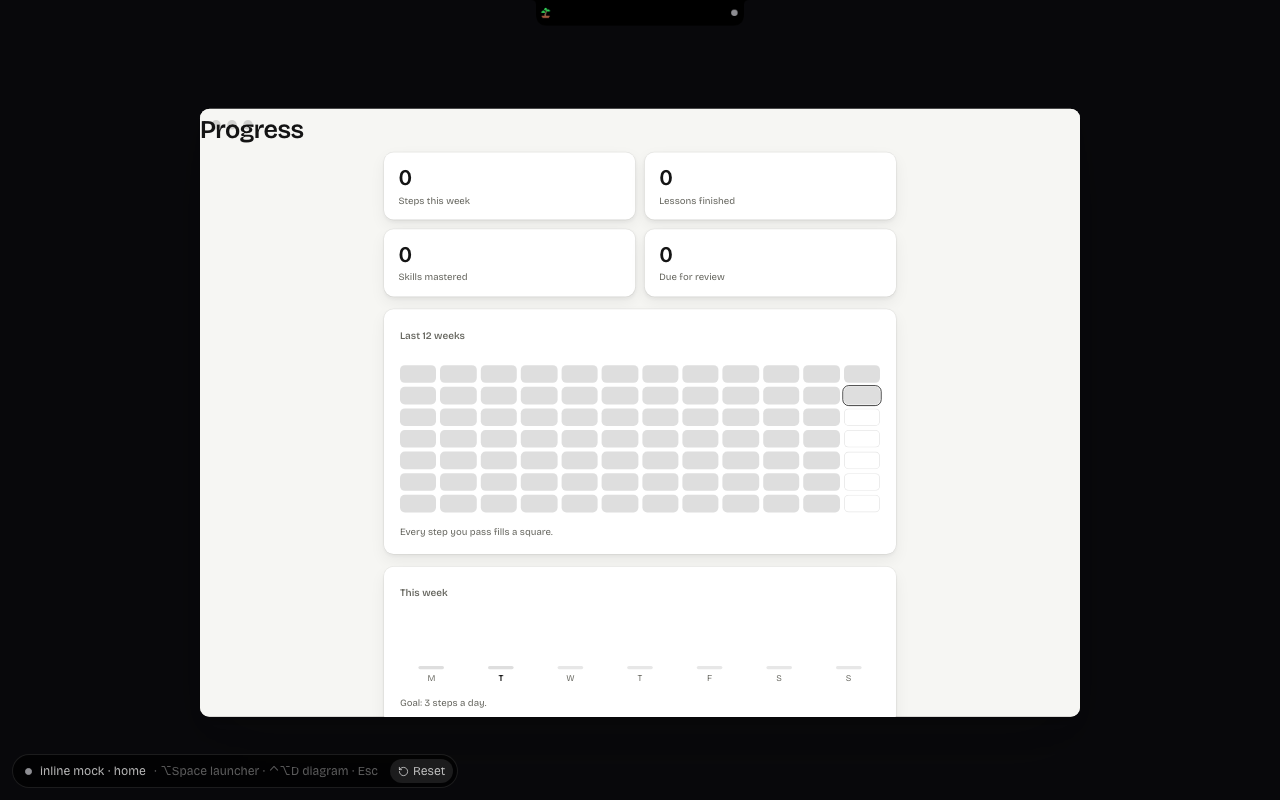 Progress
0
Steps this week
0
Lessons finished
0
Skills mastered
0
Due for review
Last 12 weeks
Every step you pass fills a square.
This week
M T W T F S S
Goal: 3 steps a day.
inline mock · home · ⌥Space launcher · ^⌥D diagram · Esc Reset